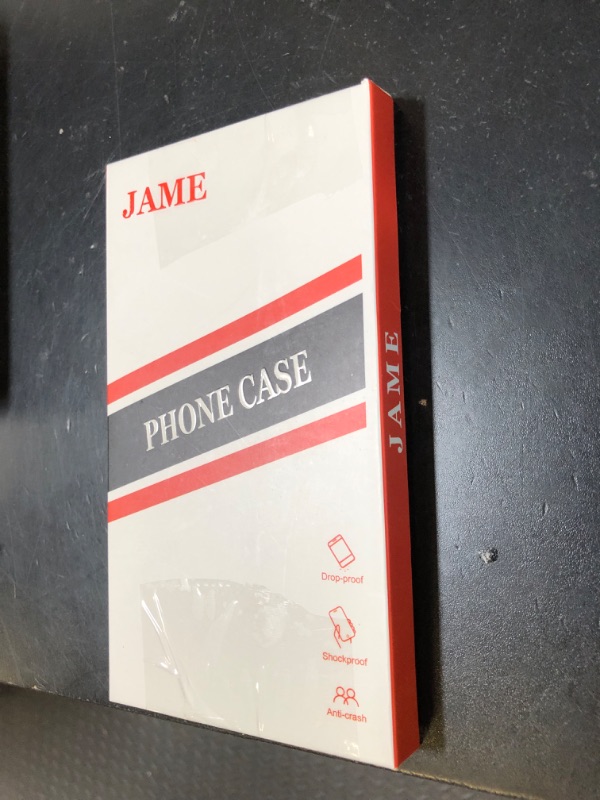 JAME
PHONE CASE
JAME
Drop-proof
Shockproof
Anti-crash